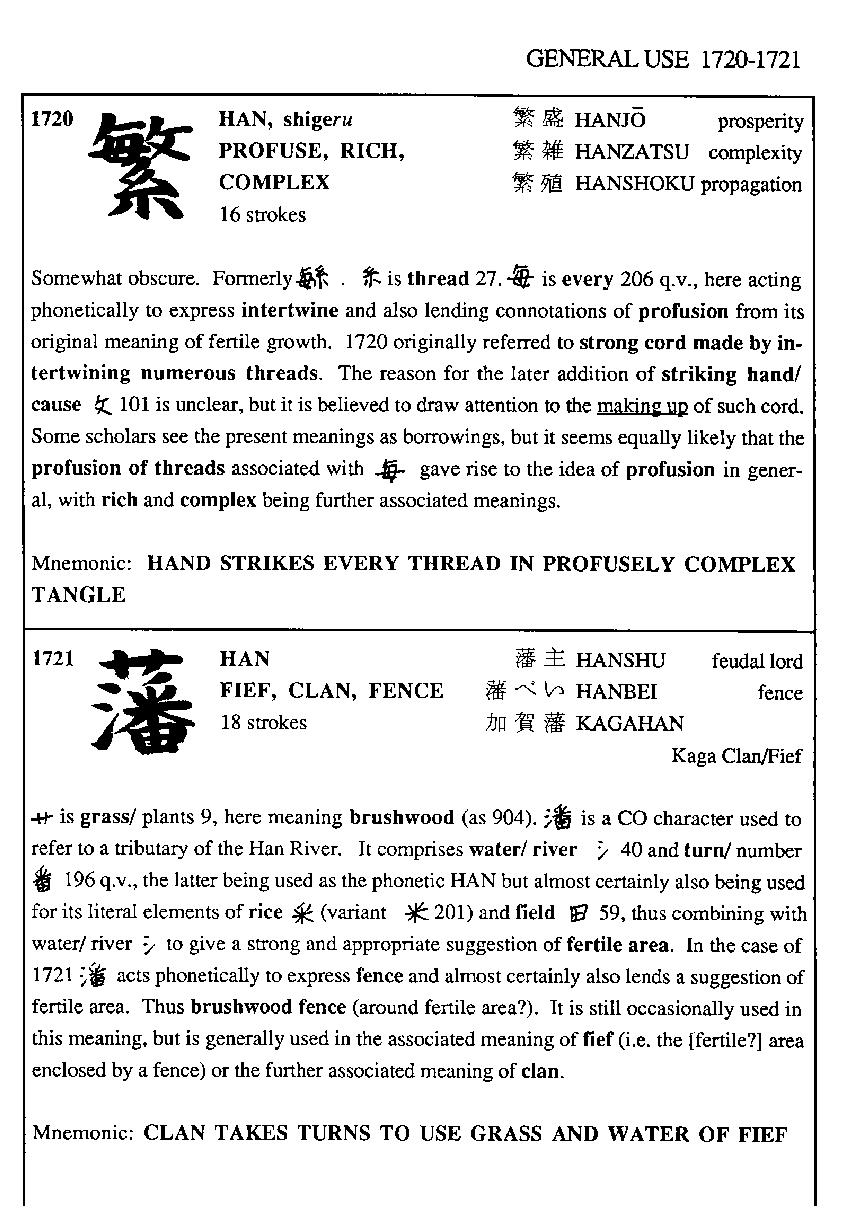 GENERAL USE 1720-1721
1720 繁 HAN, shigeru 繁盛 HANJŌ prosperity
PROFUSE, RICH, 繁雑 HANZATSU complexity
COMPLEX 繁殖 HANSHOKU propagation
16 strokes
Somewhat obscure. Formerly 緐 . 糸 is thread 27. 毎 is every 206 q.v., here acting
phonetically to express intertwine and also lending connotations of profusion from its
original meaning of fertile growth. 1720 originally referred to strong cord made by in-
tertwining numerous threads. The reason for the later addition of striking hand/
cause 攵 101 is unclear, but it is believed to draw attention to the making up of such cord.
Some scholars see the present meanings as borrowings, but it seems equally likely that the
profusion of threads associated with 毎 gave rise to the idea of profusion in gener-
al, with rich and complex being further associated meanings.
Mnemonic: HAND STRIKES EVERY THREAD IN PROFUSELY COMPLEX
TANGLE
1721 藩 HAN 藩主 HANSHU feudal lord
FIEF, CLAN, FENCE 藩べい HANBEI fence
18 strokes 加賀藩 KAGAHAN
Kaga Clan/Fief
艹 is grass/ plants 9, here meaning brushwood (as 904). 潘 is a CO character used to
refer to a tributary of the Han River. It comprises water/ river 氵 40 and turn/ number
番 196 q.v., the latter being used as the phonetic HAN but almost certainly also being used
for its literal elements of rice 釆 (variant 米 201) and field 田 59, thus combining with
water/ river 氵 to give a strong and appropriate suggestion of fertile area. In the case of
1721 潘 acts phonetically to express fence and almost certainly also lends a suggestion of
fertile area. Thus brushwood fence (around fertile area?). It is still occasionally used in
this meaning, but is generally used in the associated meaning of fief (i.e. the [fertile?] area
enclosed by a fence) or the further associated meaning of clan.
Mnemonic: CLAN TAKES TURNS TO USE GRASS AND WATER OF FIEF